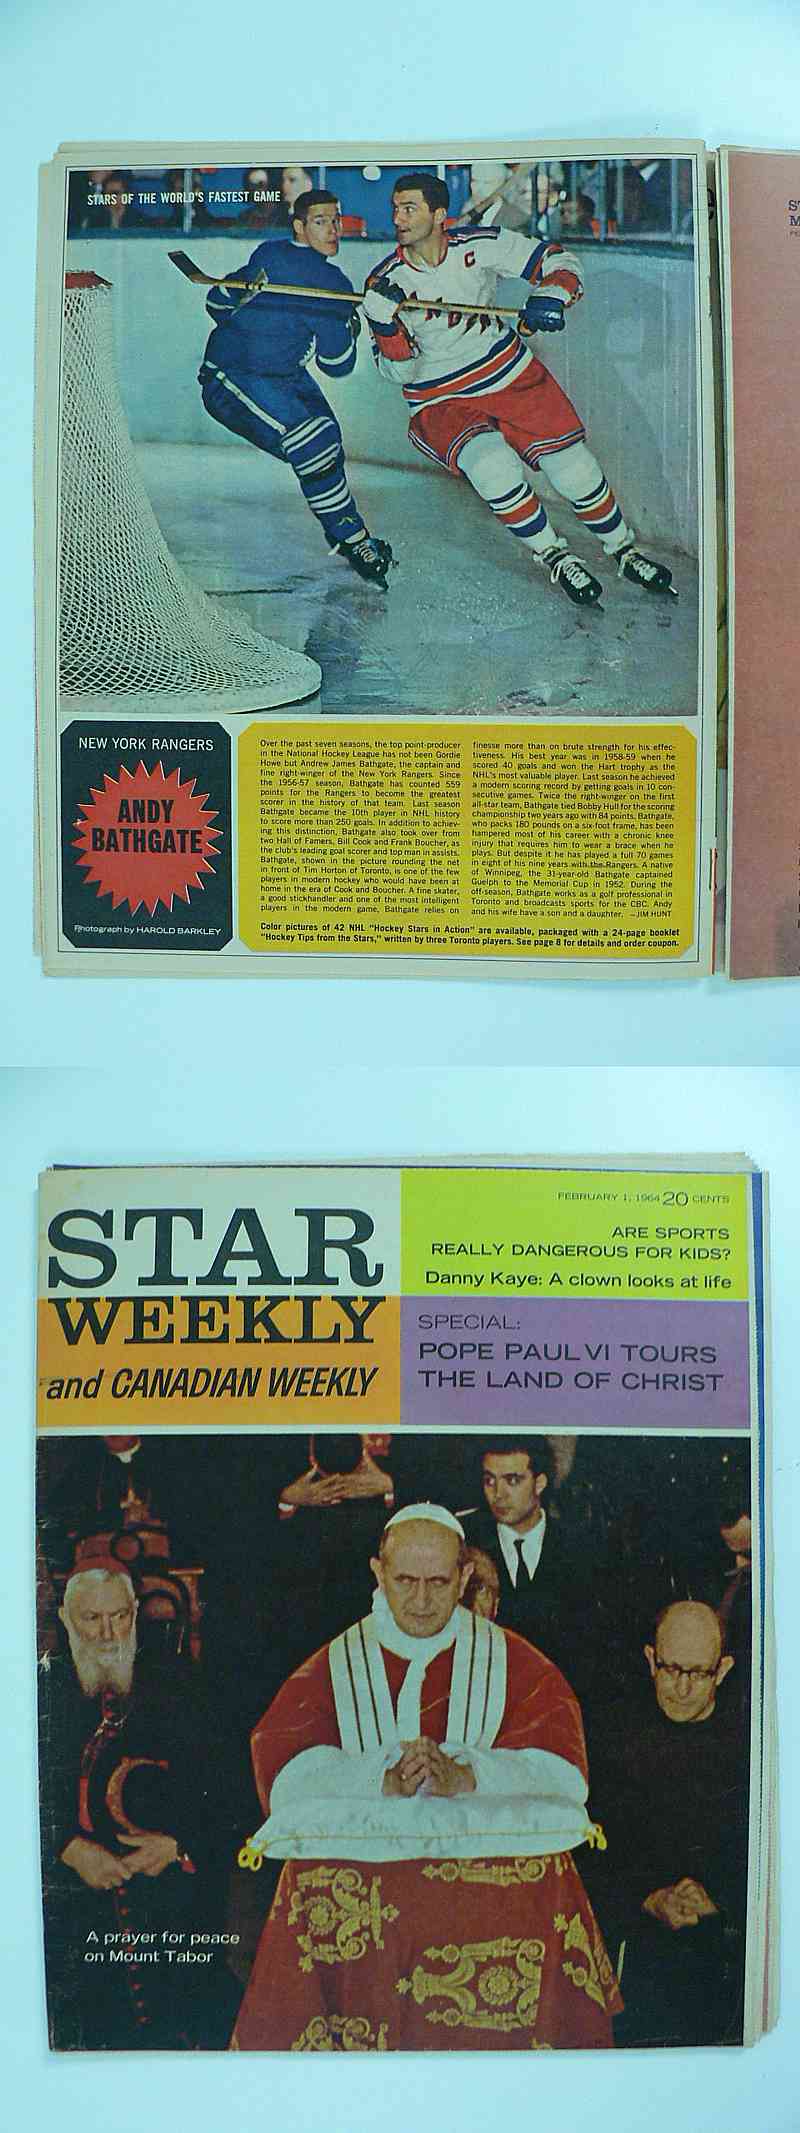 STARS OF THE WORLD'S FASTEST GAME
C
NEW YORK RANGERS
ANDY
BATHGATE
Photograph by HAROLD BARKLEY
Over the past seven seasons, the top point-producer
in the National Hockey League has not been Gordie
Howe but Andrew James Bathgate, the captain and
fine right-winger of the New York Rangers. Since
the 1956-57 season, Bathgate has counted 559
points for the Rangers to become the greatest
scorer in the history of that team. Last season
Bathgate became the 10th player in NHL history
to score more than 250 goals. In addition to achiev-
ing this distinction, Bathgate also took over from
two Hall of Famers, Bill Cook and Frank Boucher, as
the club's leading goal scorer and top man in assists.
Bathgate, shown in the picture rounding the net
in front of Tim Horton of Toronto, is one of the few
players in modern hockey who would have been at
home in the era of Cook and Boucher. A fine skater,
a good stickhandler and one of the most intelligent
players in the modern game, Bathgate relies on
finesse more than on brute strength for his effec-
tiveness. His best year was in 1958-59 when he
scored 40 goals and won the Hart trophy as the
NHL's most valuable player. Last season he achieved
a modern scoring record by getting goals in 10 con-
secutive games. Twice the right-winger on the first
all-star team, Bathgate tied Bobby Hull for the scoring
championship two years ago with 84 points. Bathgate,
who packs 180 pounds on a six-foot frame, has been
hampered most of his career with a chronic knee
injury that requires him to wear a brace when he
plays. But despite it he has played a full 70 games
in eight of his nine years with the Rangers. A native
of Winnipeg, the 31-year-old Bathgate captained
Guelph to the Memorial Cup in 1952. During the
off-season, Bathgate works as a golf professional in
Toronto and broadcasts sports for the CBC. Andy
and his wife have a son and a daughter. —JIM HUNT
Color pictures of 42 NHL "Hockey Stars in Action" are available, packaged with a 24-page booklet
"Hockey Tips from the Stars," written by three Toronto players. See page 8 for details and order coupon.
FEBRUARY 1, 1964 20 CENTS
STAR
WEEKLY
and CANADIAN WEEKLY
ARE SPORTS
REALLY DANGEROUS FOR KIDS?
Danny Kaye: A clown looks at life
SPECIAL:
POPE PAUL VI TOURS
THE LAND OF CHRIST
A prayer for peace
on Mount Tabor